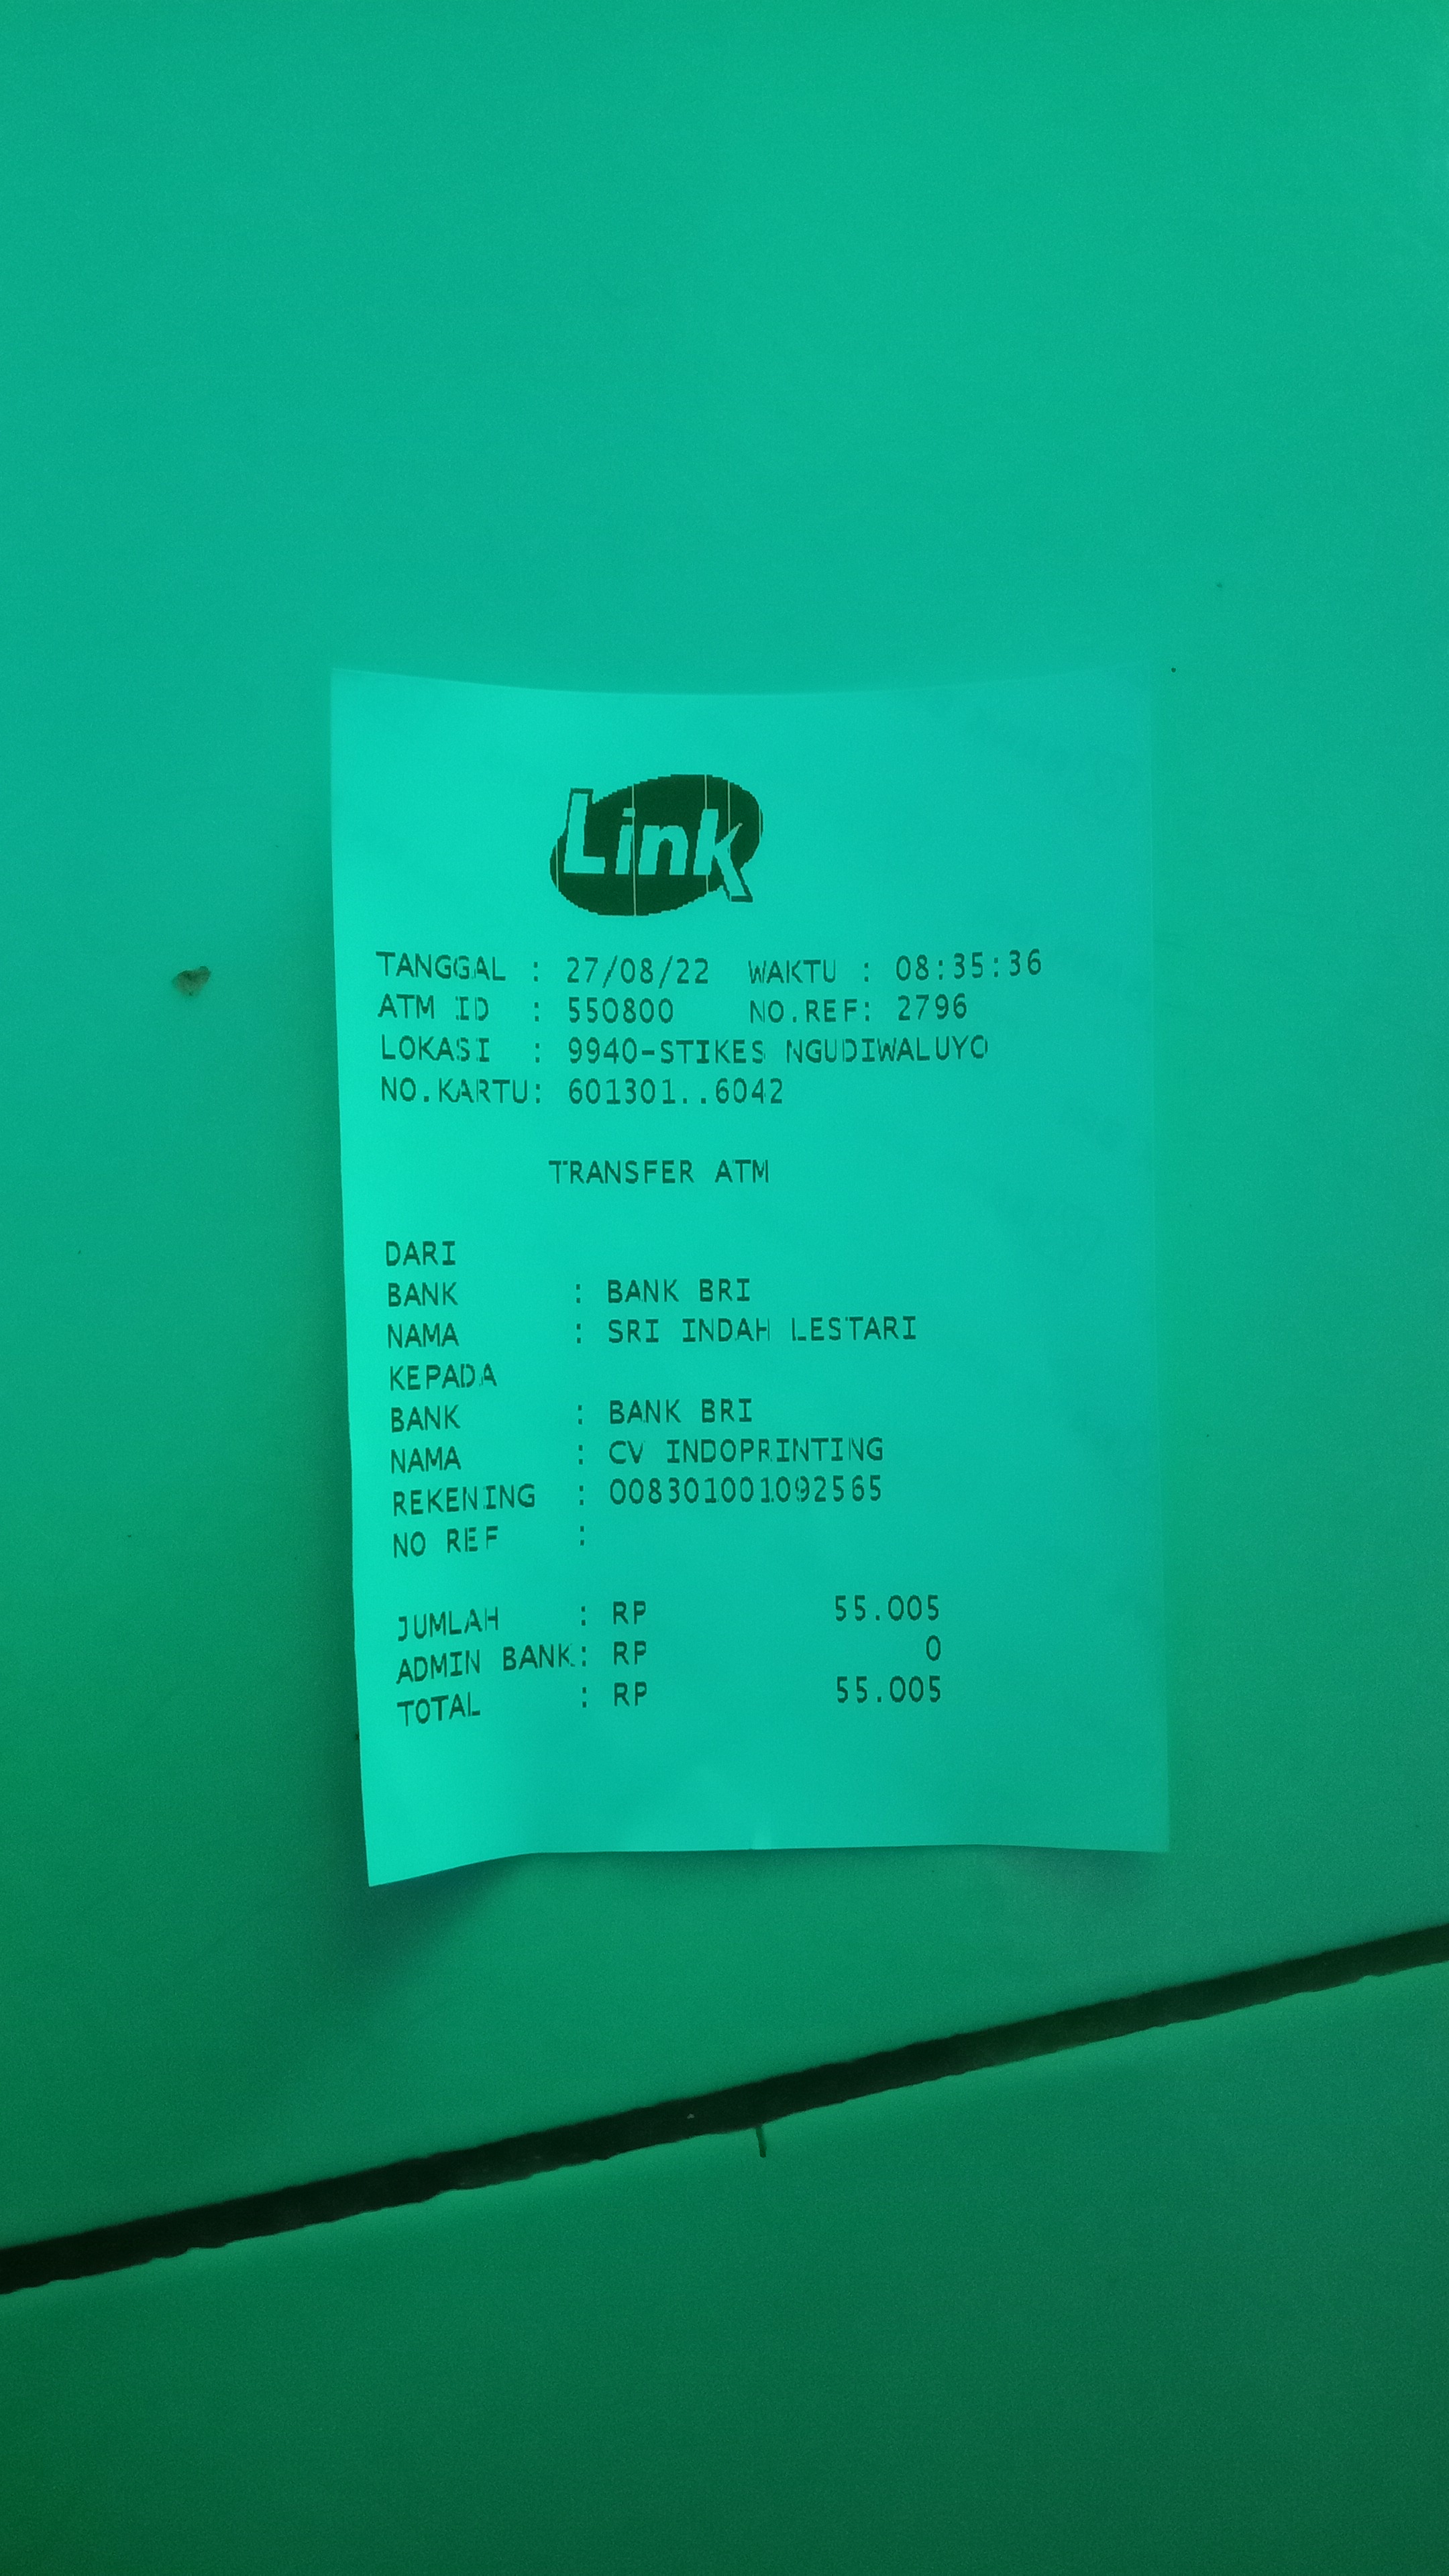 Link
TANGGAL : 27/08/22 WAKTU : 08:35:36
ATM ID : 550800 NO.REF: 2796
LOKASI : 9940-STIKES NGUDIWALUYO
NO.KARTU: 601301..6042
TRANSFER ATM
DARI
BANK : BANK BRI
NAMA : SRI INDAH LESTARI
KEPADA
BANK : BANK BRI
NAMA : CV INDOPRINTING
REKENING : 008301001092565
NO REF :
JUMLAH : RP 55.005
ADMIN BANK: RP 0
TOTAL : RP 55.005